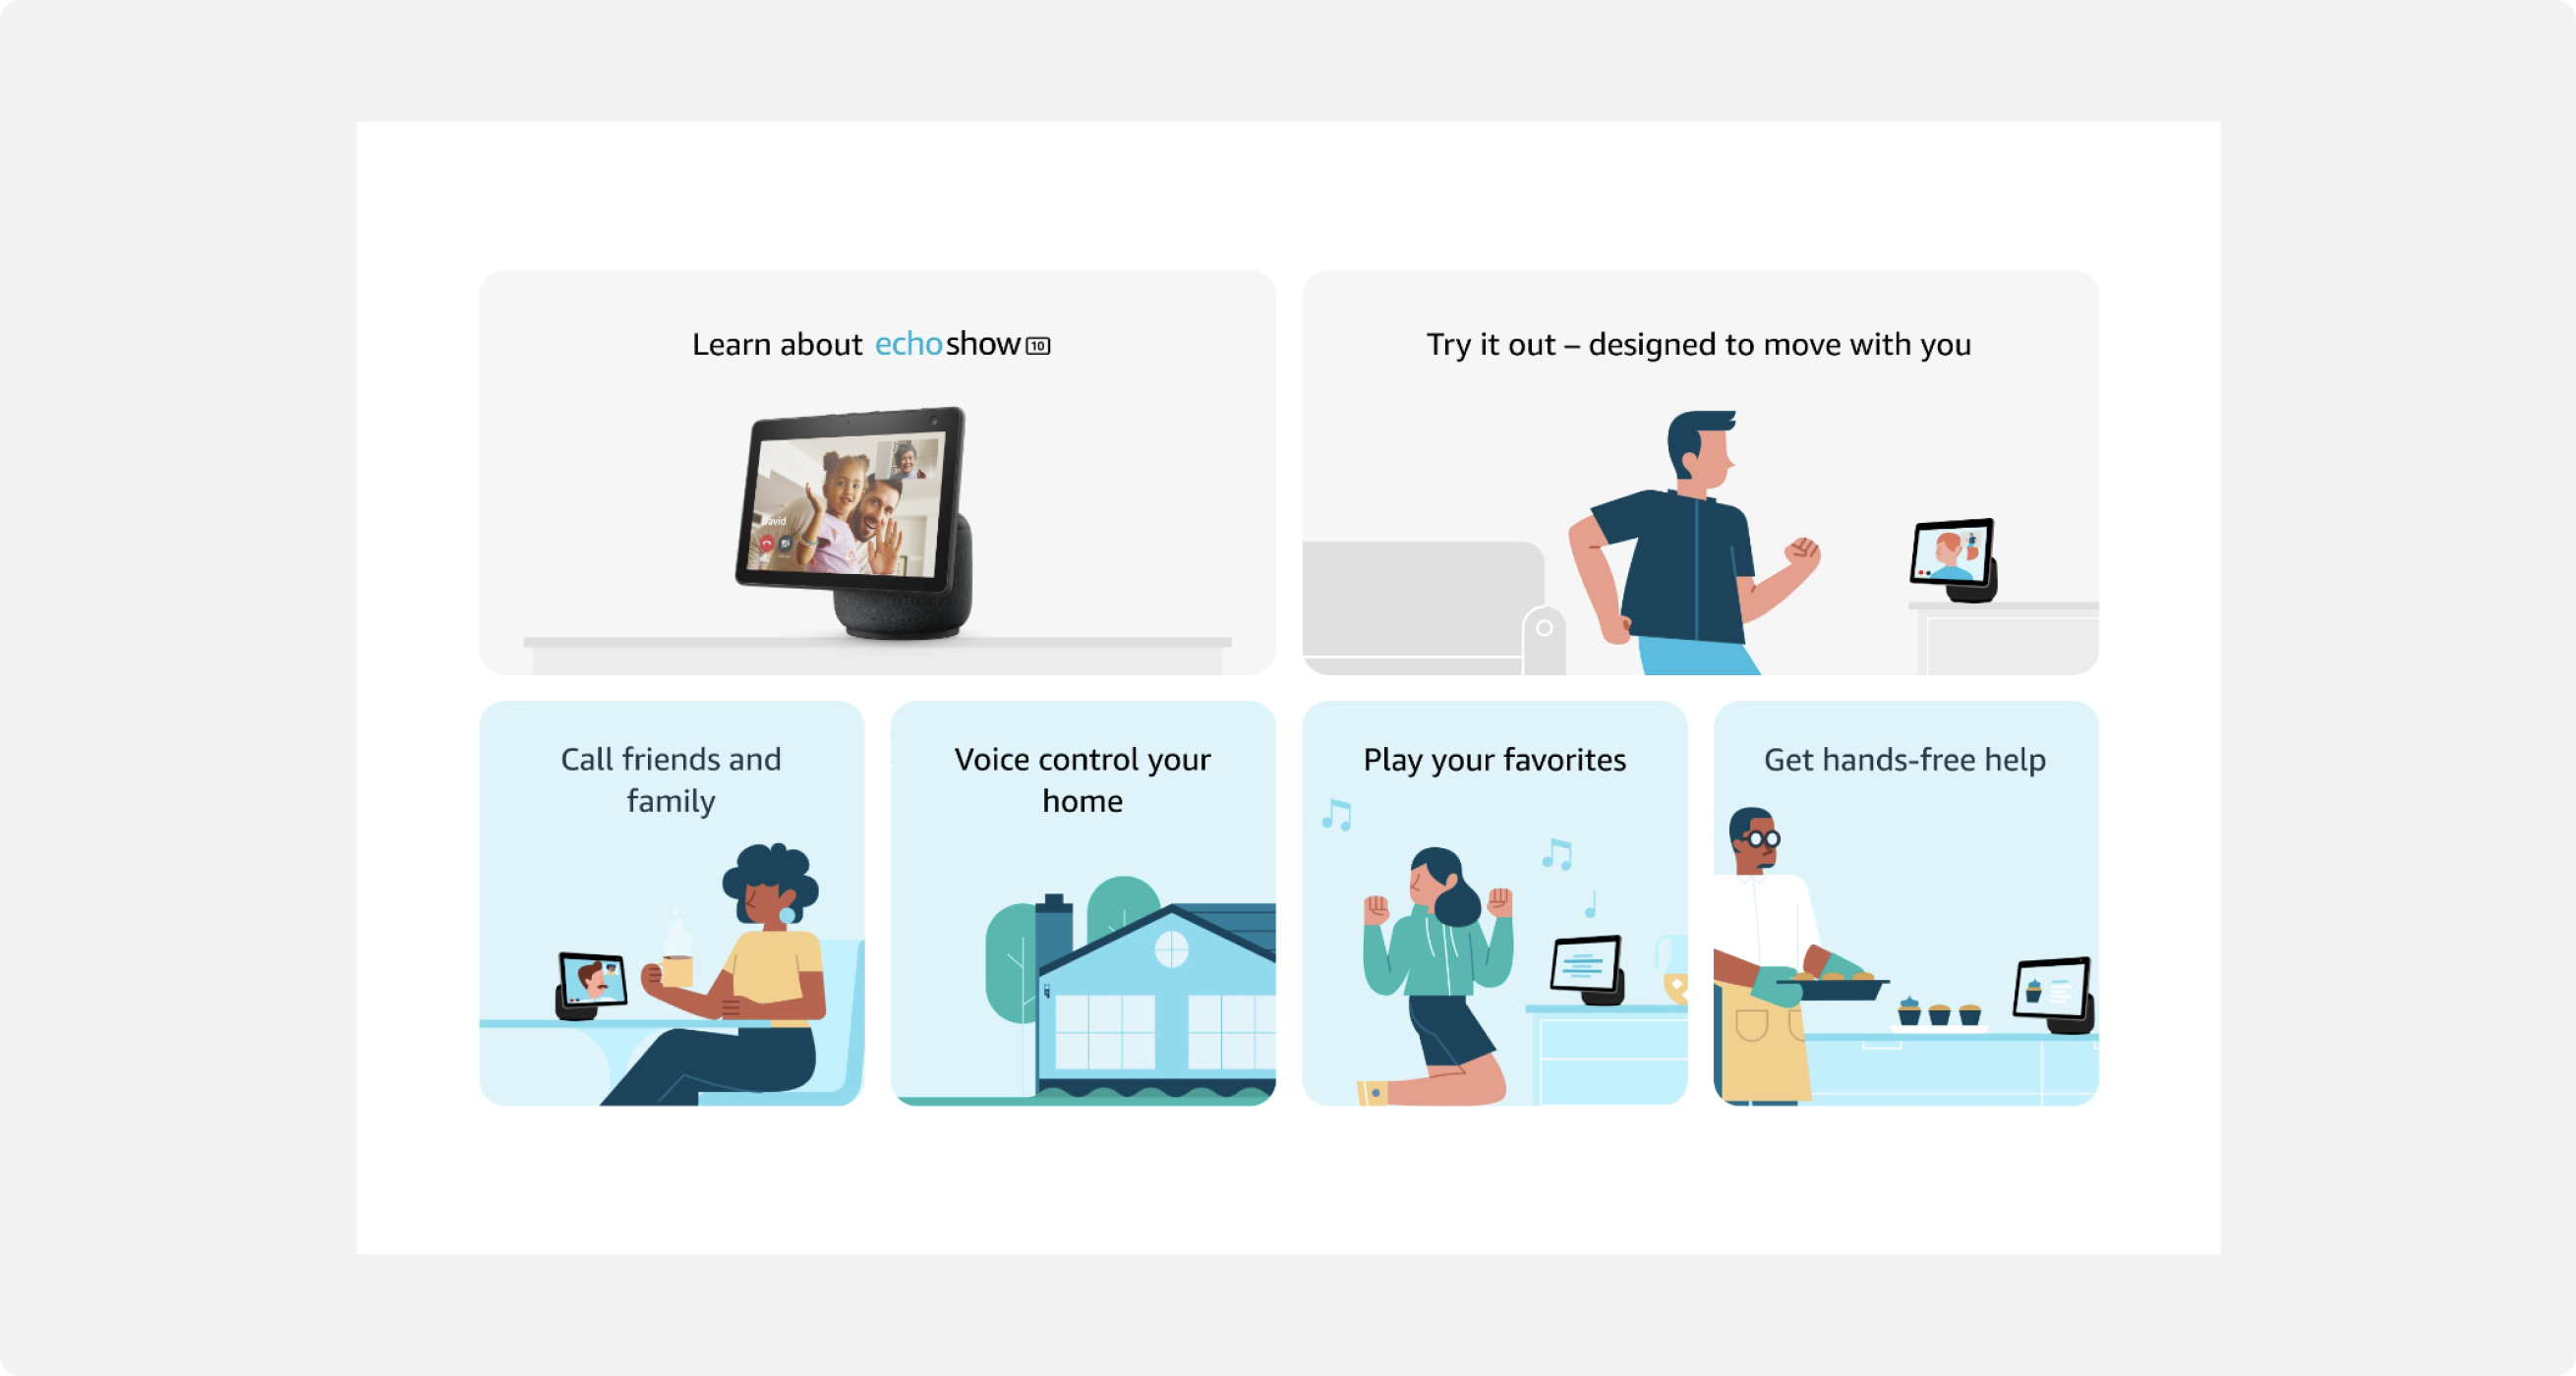 Learn about echo show 10
Try it out – designed to move with you
David
Call friends and
family
Voice control your
home
Play your favorites
Get hands-free help